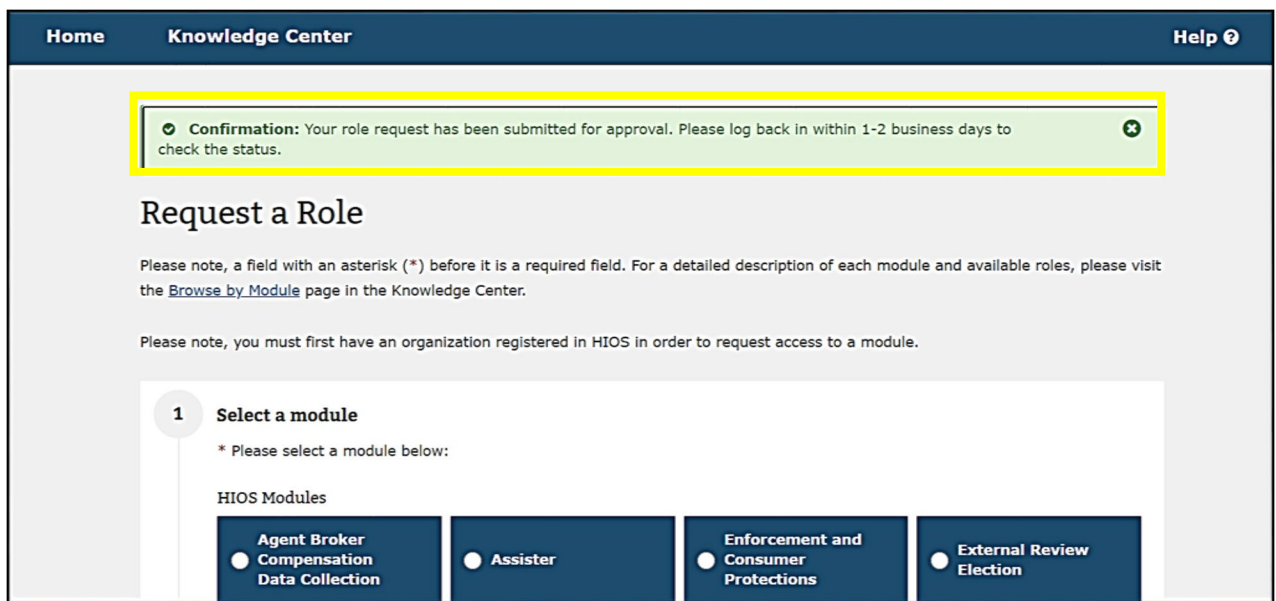 Home Knowledge Center Help
Confirmation: Your role request has been submitted for approval. Please log back in within 1-2 business days to
check the status.
Request a Role
Please note, a field with an asterisk (*) before it is a required field. For a detailed description of each module and available roles, please visit
the Browse by Module page in the Knowledge Center.
Please note, you must first have an organization registered in HIOS in order to request access to a module.
1 Select a module
* Please select a module below:
HIOS Modules
Agent Broker
Compensation
Data Collection
Assister
Enforcement and
Consumer
Protections
External Review
Election